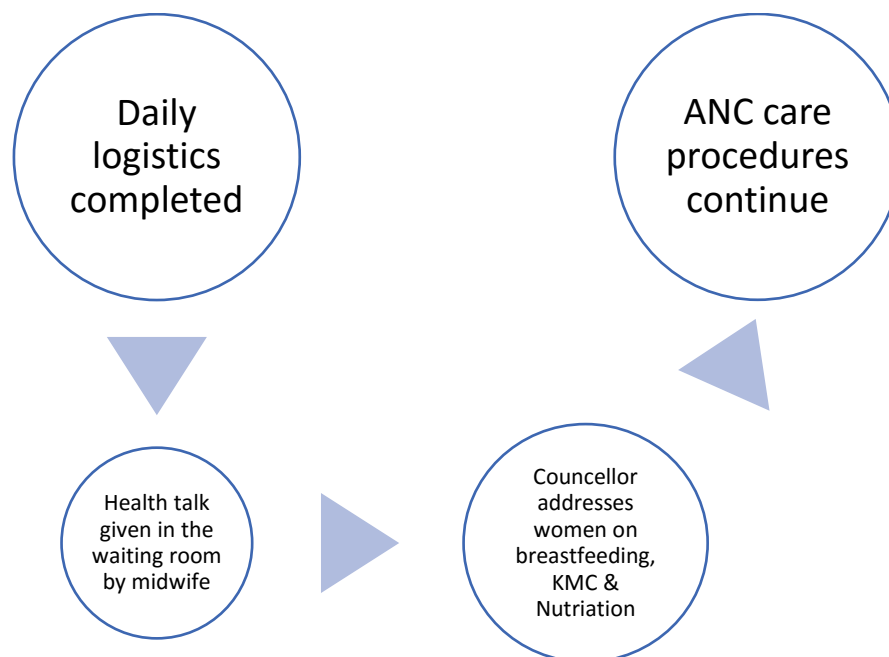 Daily
logistics
completed
Health talk
given in the
waiting room
by midwife
Councellor
addresses
women on
breastfeeding,
KMC &
Nutriation
ANC care
procedures
continue